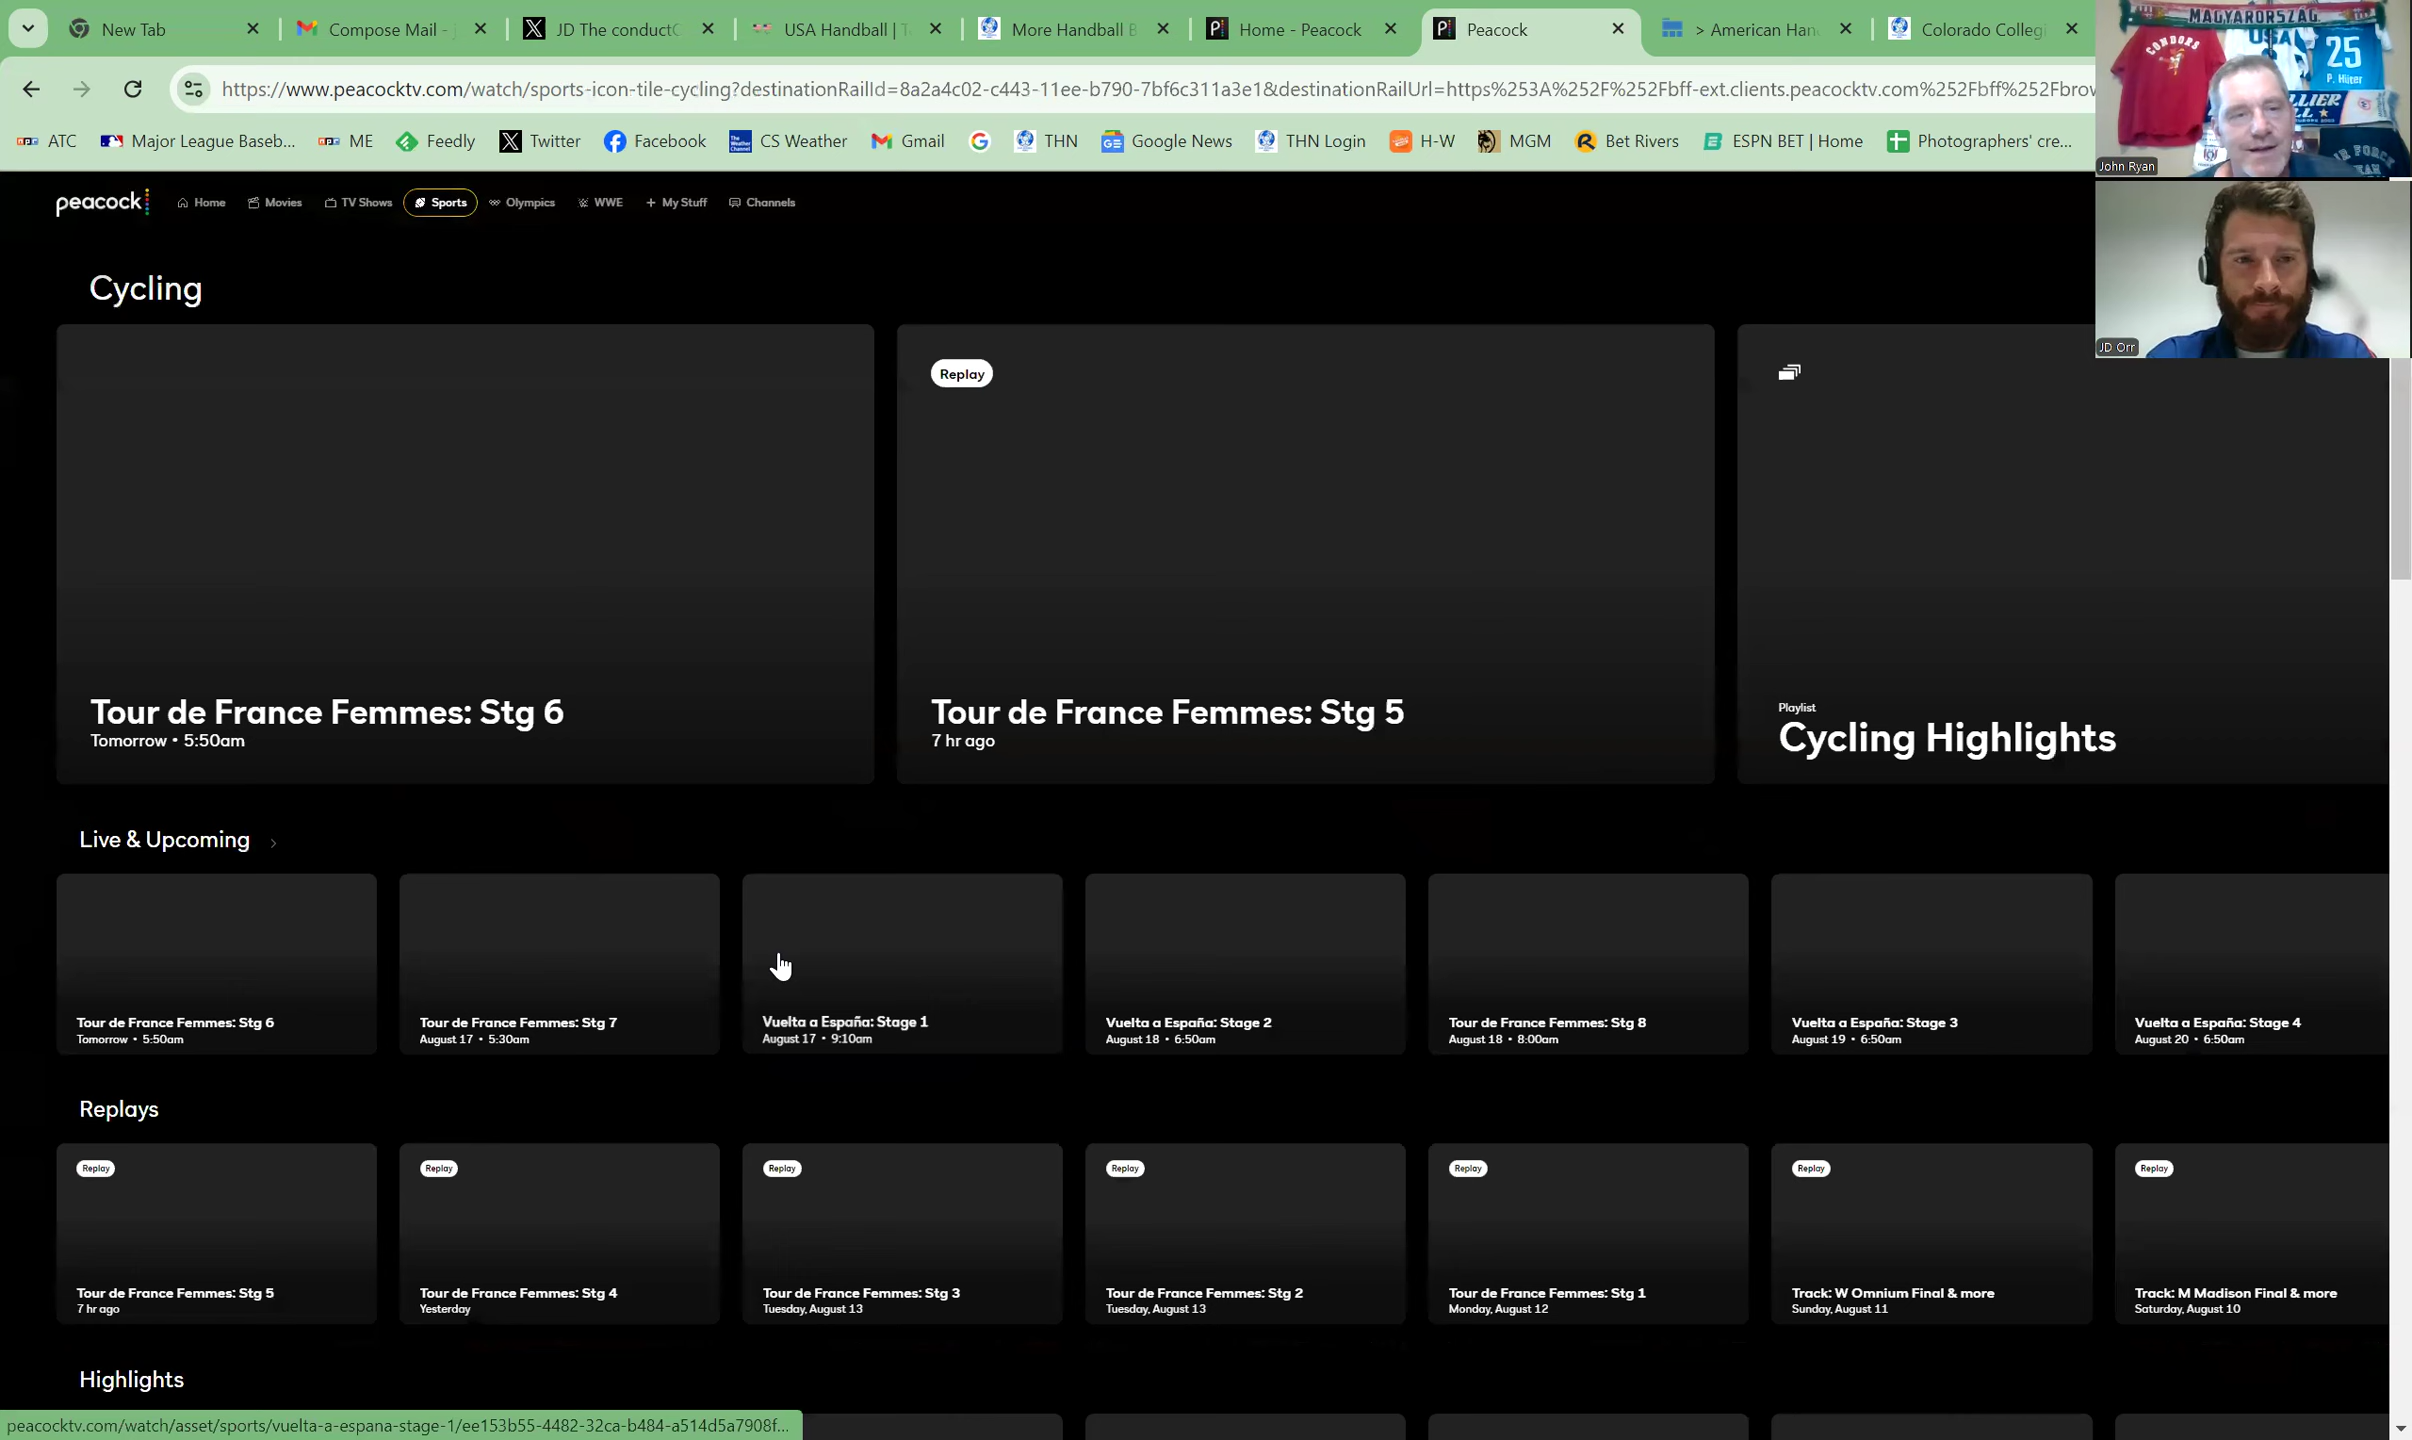 New Tab
Compose Mail - j
JD The conductC
USA Handball | T
More Handball B
Home - Peacock
Peacock
> American Han
Colorado Colleg
https://www.peacocktv.com/watch/sports-icon-tile-cycling?destinationRailId=8a2a4c02-c443-11ee-b790-7bf6c311a3e1&destinationRailUrl=https%253A%252F%252Fbff-ext.clients.peacocktv.com%252Fbff%252Fbrow
ATC
Major League Baseb...
ME
Feedly
Twitter
Facebook
CS Weather
Gmail
THN
Google News
THN Login
H-W
MGM
Bet Rivers
ESPN BET | Home
Photographers' cre...
MAGYARORSZÁG
CONDORS
USA
25
P. Hüter
John Ryan
JD Orr
peacock
Home
Movies
TV Shows
Sports
Olympics
WWE
My Stuff
Channels
Cycling
Replay
Tour de France Femmes: Stg 6
Tomorrow • 5:50am
Tour de France Femmes: Stg 5
7 hr ago
Playlist
Cycling Highlights
Live & Upcoming >
Tour de France Femmes: Stg 6
Tomorrow • 5:50am
Tour de France Femmes: Stg 7
August 17 • 5:30am
Vuelta a España: Stage 1
August 17 • 9:10am
Vuelta a España: Stage 2
August 18 • 6:50am
Tour de France Femmes: Stg 8
August 18 • 8:00am
Vuelta a España: Stage 3
August 19 • 6:50am
Vuelta a España: Stage 4
August 20 • 6:50am
Replays
Replay
Tour de France Femmes: Stg 5
7 hr ago
Replay
Tour de France Femmes: Stg 4
Yesterday
Replay
Tour de France Femmes: Stg 3
Tuesday, August 13
Replay
Tour de France Femmes: Stg 2
Tuesday, August 13
Replay
Tour de France Femmes: Stg 1
Monday, August 12
Replay
Track: W Omnium Final & more
Sunday, August 11
Replay
Track: M Madison Final & more
Saturday, August 10
Highlights
peacocktv.com/watch/asset/sports/vuelta-a-espana-stage-1/ee153b55-4482-32ca-b484-a514d5a7908f...